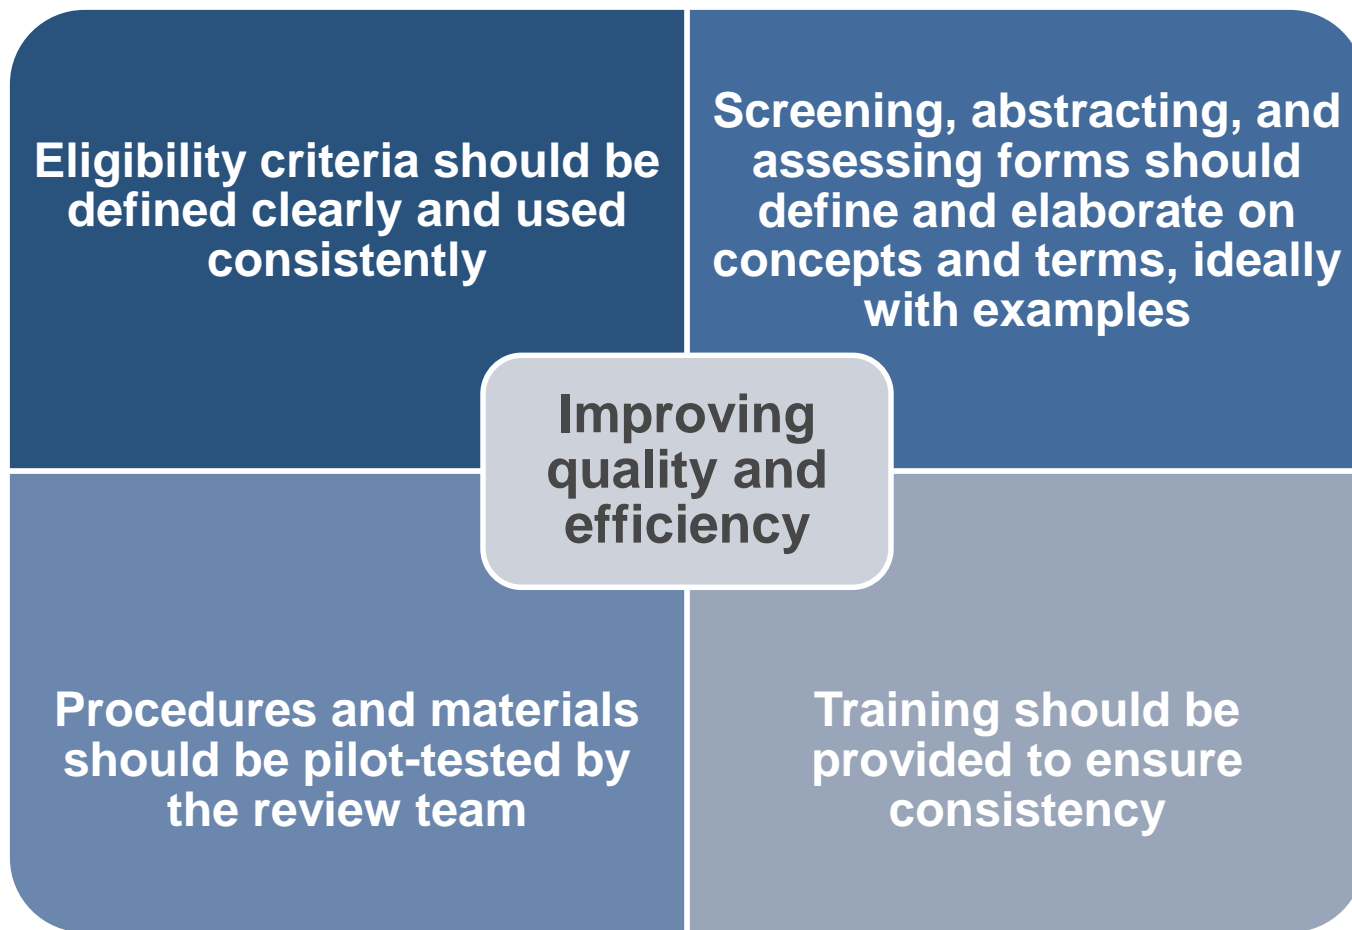 Eligibility criteria should be
defined clearly and used
consistently
Screening, abstracting, and
assessing forms should
define and elaborate on
concepts and terms, ideally
with examples
Improving
quality and
efficiency
Procedures and materials
should be pilot-tested by
the review team
Training should be
provided to ensure
consistency